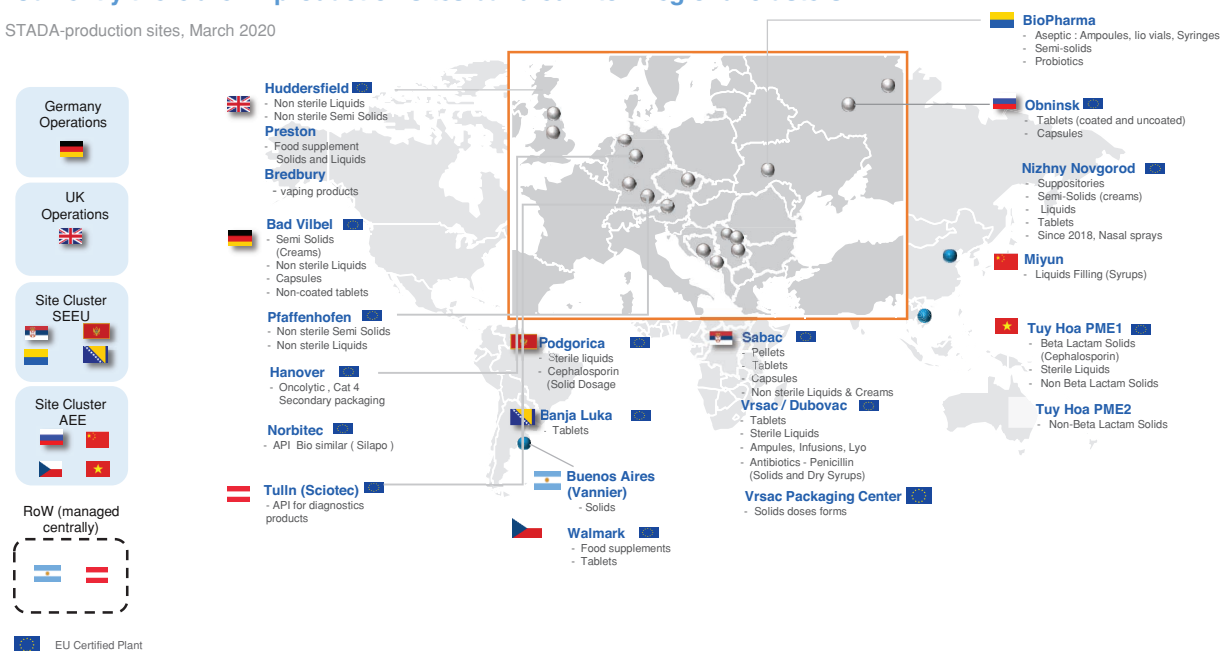 STADA-production sites, March 2020
Germany
Operations
UK
Operations
Site Cluster
SEEU
Site Cluster
AEE
RoW (managed
centrally)
EU Certified Plant
Huddersfield
- Non sterile Liquids
- Non sterile Semi Solids
Preston
- Food supplement
Solids and Liquids
Bredbury
- vaping products
Bad Vilbel
- Semi Solids
(Creams)
- Non sterile Liquids
- Capsules
- Non-coated tablets
Pfaffenhofen
- Non sterile Semi Solids
- Non sterile Liquids
Hanover
- Oncolytic , Cat 4
Secondary packaging
Norbitec
- API Bio similar ( Silapo )
Tulln (Sciotec)
- API for diagnostics
products
Podgorica
- Sterile liquids
- Cephalosporin
(Solid Dosage
Banja Luka
- Tablets
Buenos Aires
(Vannier)
- Solids
Walmark
- Food supplements
- Tablets
Sabac
- Pellets
- Tablets
- Capsules
- Non sterile Liquids & Creams
Vrsac / Dubovac
- Tablets
- Sterile Liquids
- Ampules, Infusions, Lyo
- Antibiotics - Penicillin
(Solids and Dry Syrups)
Vrsac Packaging Center
- Solids doses forms
BioPharma
- Aseptic : Ampoules, lio vials, Syringes
- Semi-solids
- Probiotics
Obninsk
- Tablets (coated and uncoated)
- Capsules
Nizhny Novgorod
- Suppositories
- Semi-Solids (creams)
- Liquids
- Tablets
- Since 2018, Nasal sprays
Miyun
- Liquids Filling (Syrups)
Tuy Hoa PME1
- Beta Lactam Solids
(Cephalosporin)
- Sterile Liquids
- Non Beta Lactam Solids
Tuy Hoa PME2
- Non-Beta Lactam Solids